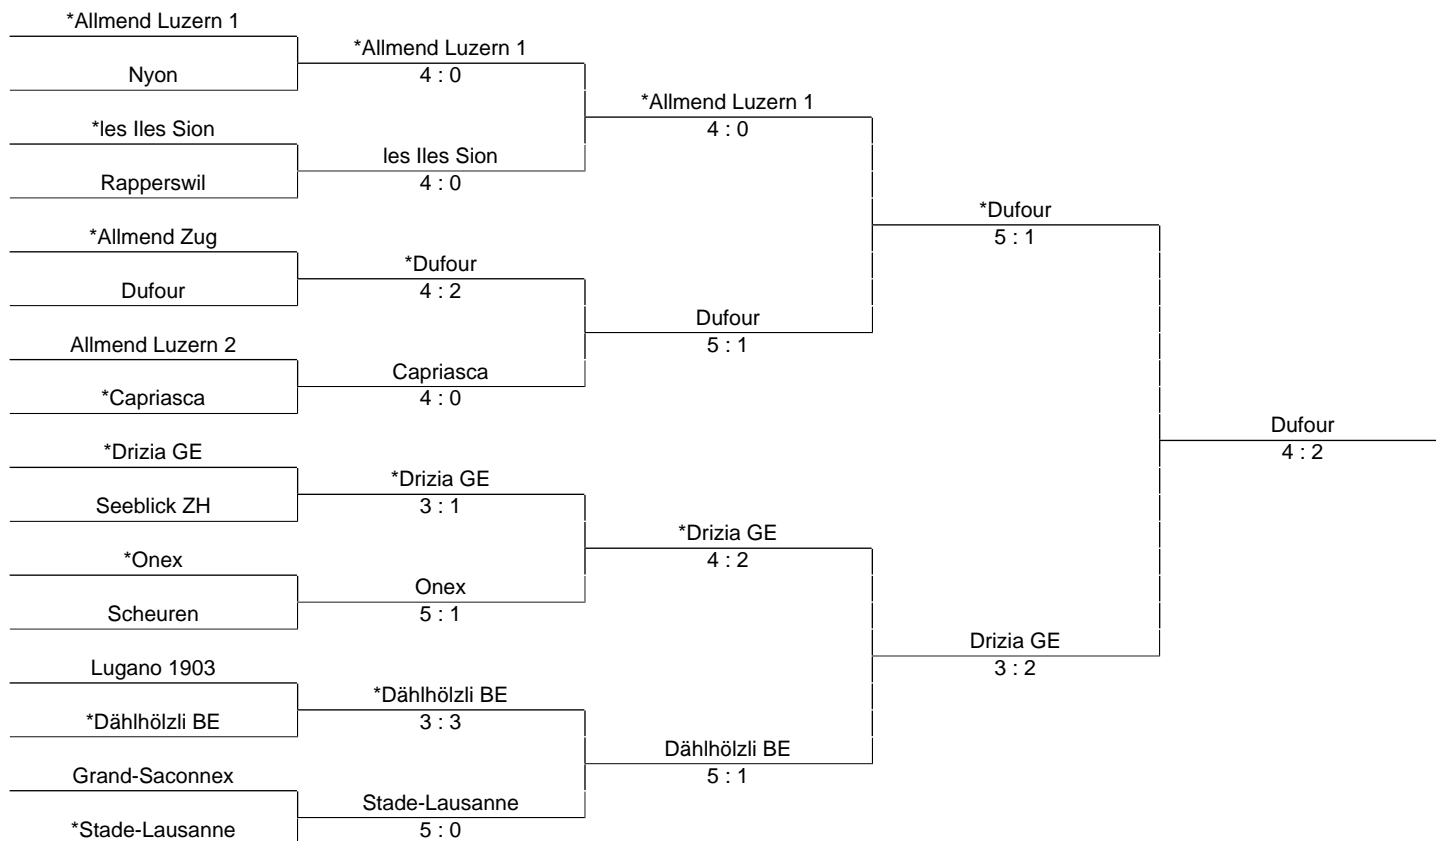 *Allmend Luzern 1
*Allmend Luzern 1
Nyon
4 : 0
*Allmend Luzern 1
*les Iles Sion
4 : 0
les Iles Sion
Rapperswil
4 : 0
*Dufour
*Allmend Zug
5 : 1
*Dufour
Dufour
4 : 2
Dufour
Allmend Luzern 2
5 : 1
Capriasca
*Capriasca
4 : 0
Dufour
*Drizia GE
4 : 2
*Drizia GE
Seeblick ZH
3 : 1
*Drizia GE
*Onex
4 : 2
Onex
Scheuren
5 : 1
Drizia GE
Lugano 1903
3 : 2
*Dählhölzli BE
*Dählhölzli BE
3 : 3
Dählhölzli BE
Grand-Saconnex
5 : 1
Stade-Lausanne
*Stade-Lausanne
5 : 0